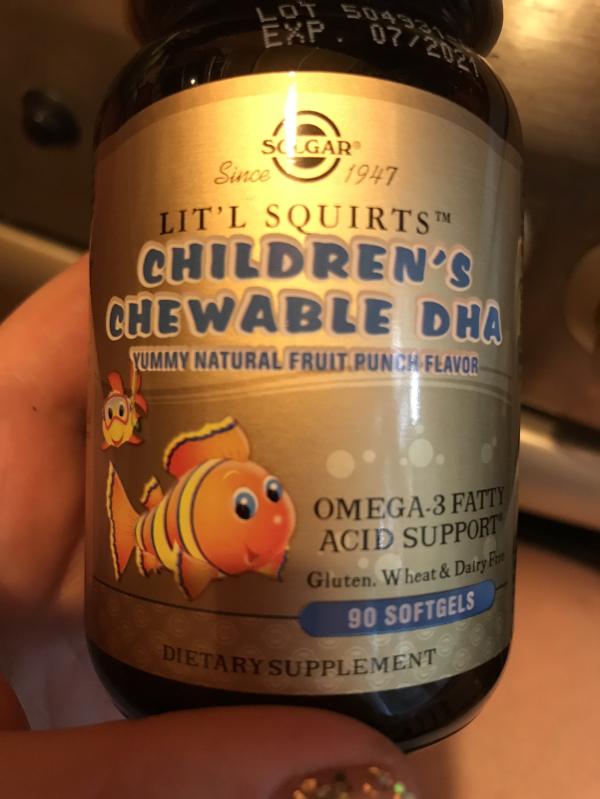 LOT 504931
EXP. 07/2021
SOLGAR®
Since 1947
LIT'L SQUIRTS™
CHILDREN'S
CHEWABLE DHA
YUMMY NATURAL FRUIT PUNCH FLAVOR
OMEGA-3 FATTY
ACID SUPPORT
Gluten, Wheat & Dairy Free
90 SOFTGELS
DIETARY SUPPLEMENT